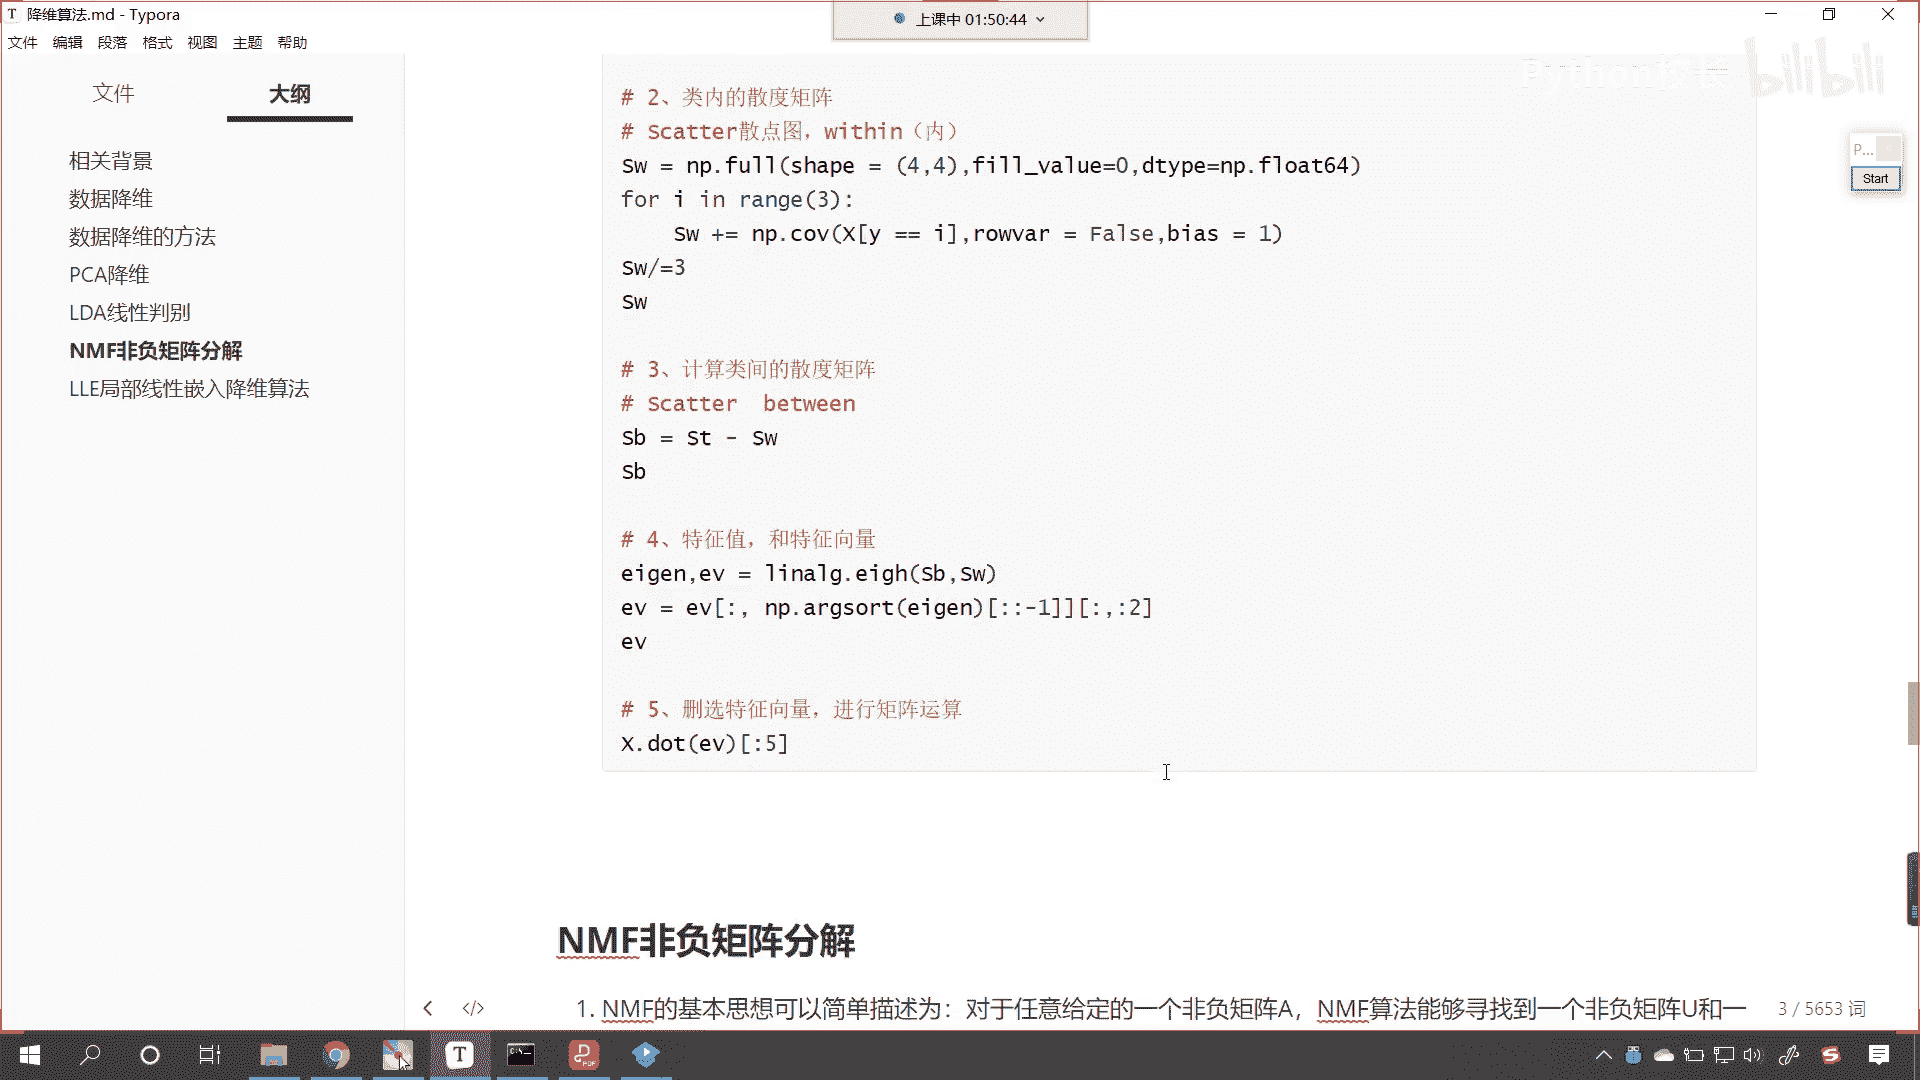 降维算法.md - Typora
上课中 01:50:44
文件 编辑 段落 格式 视图 主题 帮助
文件 大纲
相关背景
数据降维
数据降维的方法
PCA降维
LDA线性判别
NMF非负矩阵分解
LLE局部线性嵌入降维算法
bilibili
P...
Start
# 2、类内的散度矩阵
# Scatter散点图，within（内）
Sw = np.full(shape = (4,4),fill_value=0,dtype=np.float64)
for i in range(3):
Sw += np.cov(X[y == i],rowvar = False,bias = 1)
Sw/=3
Sw
# 3、计算类间的散度矩阵
# Scatter  between
Sb = St - Sw
Sb
# 4、特征值，和特征向量
eigen,ev = linalg.eigh(Sb,Sw)
ev = ev[:, np.argsort(eigen)[::-1]][:,:2]
ev
# 5、删选特征向量，进行矩阵运算
X.dot(ev)[:5]
NMF非负矩阵分解
1. NMF的基本思想可以简单描述为：对于任意给定的一个非负矩阵A，NMF算法能够寻找到一个非负矩阵U和一
3 / 5653 词